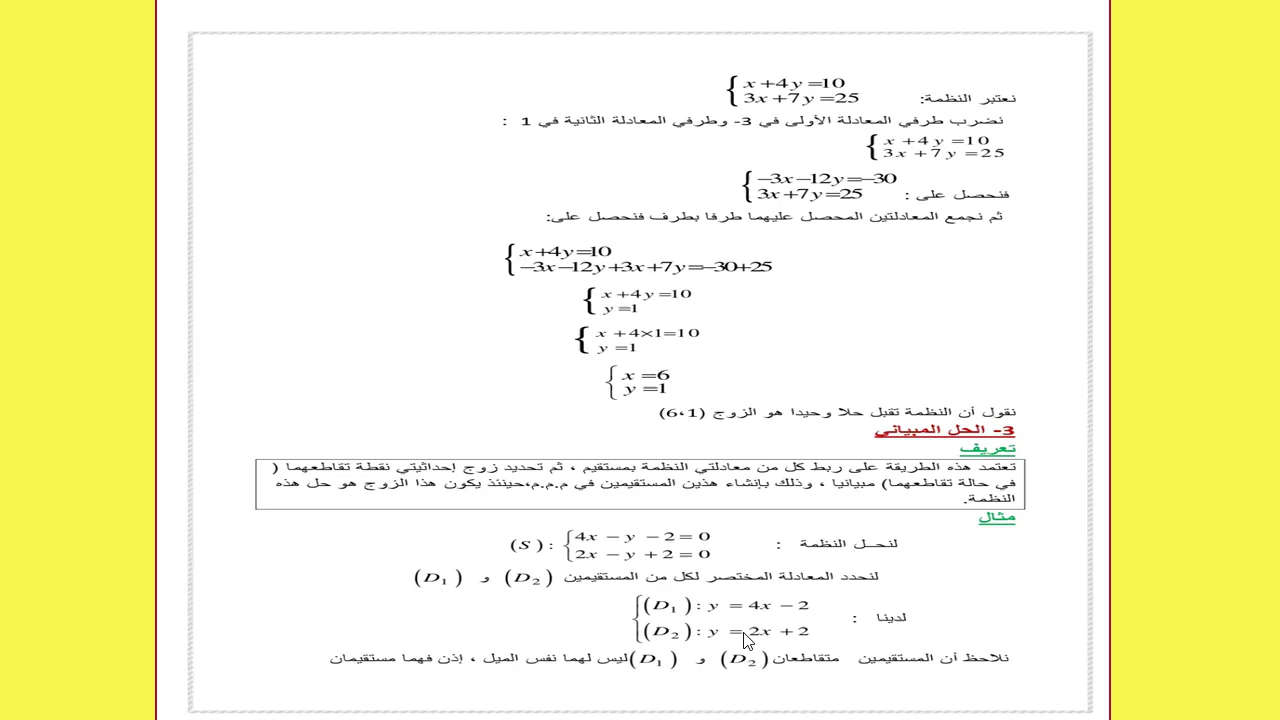 نعتبر النظمة: { x + 4y = 10
3x + 7y = 25
نضرب طرفي المعادلة الأولى في 3- وطرفي المعادلة الثانية في 1 :
{ x + 4y = 10
3x + 7y = 25
فنحصل على : { −3x − 12y = −30
3x + 7y = 25
ثم نجمع المعادلتين المحصل عليهما طرفا بطرف فنحصل على:
{ x + 4y = 10
−3x − 12y + 3x + 7y = −30 + 25
{ x + 4y = 10
y = 1
{ x + 4×1 = 10
y = 1
{ x = 6
y = 1
نقول أن النظمة تقبل حلا وحيدا هو الزوج (6،1)
3- الحل المبياني
تعريف
تعتمد هذه الطريقة على ربط كل من معادلتي النظمة بمستقيم ، ثم تحديد زوج إحداثيتي نقطة تقاطعهما (
في حالة تقاطعهما) مبيانيا ، وذلك بإنشاء هذين المستقيمين في م.م.م،حينئذ يكون هذا الزوج هو حل هذه
النظمة.
مثال
لنحـل النظمة : (S) : { 4x − y − 2 = 0
2x − y + 2 = 0
لنحدد المعادلة المختصر لكل من المستقيمين (D₂) و (D₁)
لدينا : { (D₁) : y = 4x − 2
(D₂) : y = 2x + 2
نلاحظ أن المستقيمين متقاطعان (D₂) و (D₁) ليس لهما نفس الميل ، إذن فهما مستقيمان